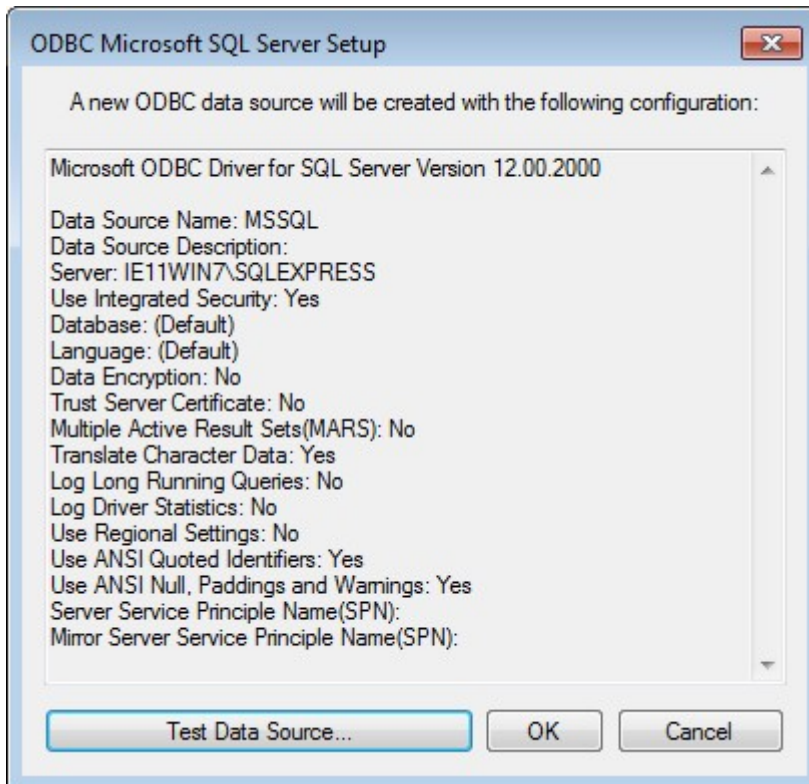 ODBC Microsoft SQL Server Setup
A new ODBC data source will be created with the following configuration:
Microsoft ODBC Driver for SQL Server Version 12.00.2000
Data Source Name: MSSQL
Data Source Description:
Server: IE11WIN7\SQLEXPRESS
Use Integrated Security: Yes
Database: (Default)
Language: (Default)
Data Encryption: No
Trust Server Certificate: No
Multiple Active Result Sets(MARS): No
Translate Character Data: Yes
Log Long Running Queries: No
Log Driver Statistics: No
Use Regional Settings: No
Use ANSI Quoted Identifiers: Yes
Use ANSI Null, Paddings and Warnings: Yes
Server Service Principle Name(SPN):
Mirror Server Service Principle Name(SPN):
Test Data Source... OK Cancel